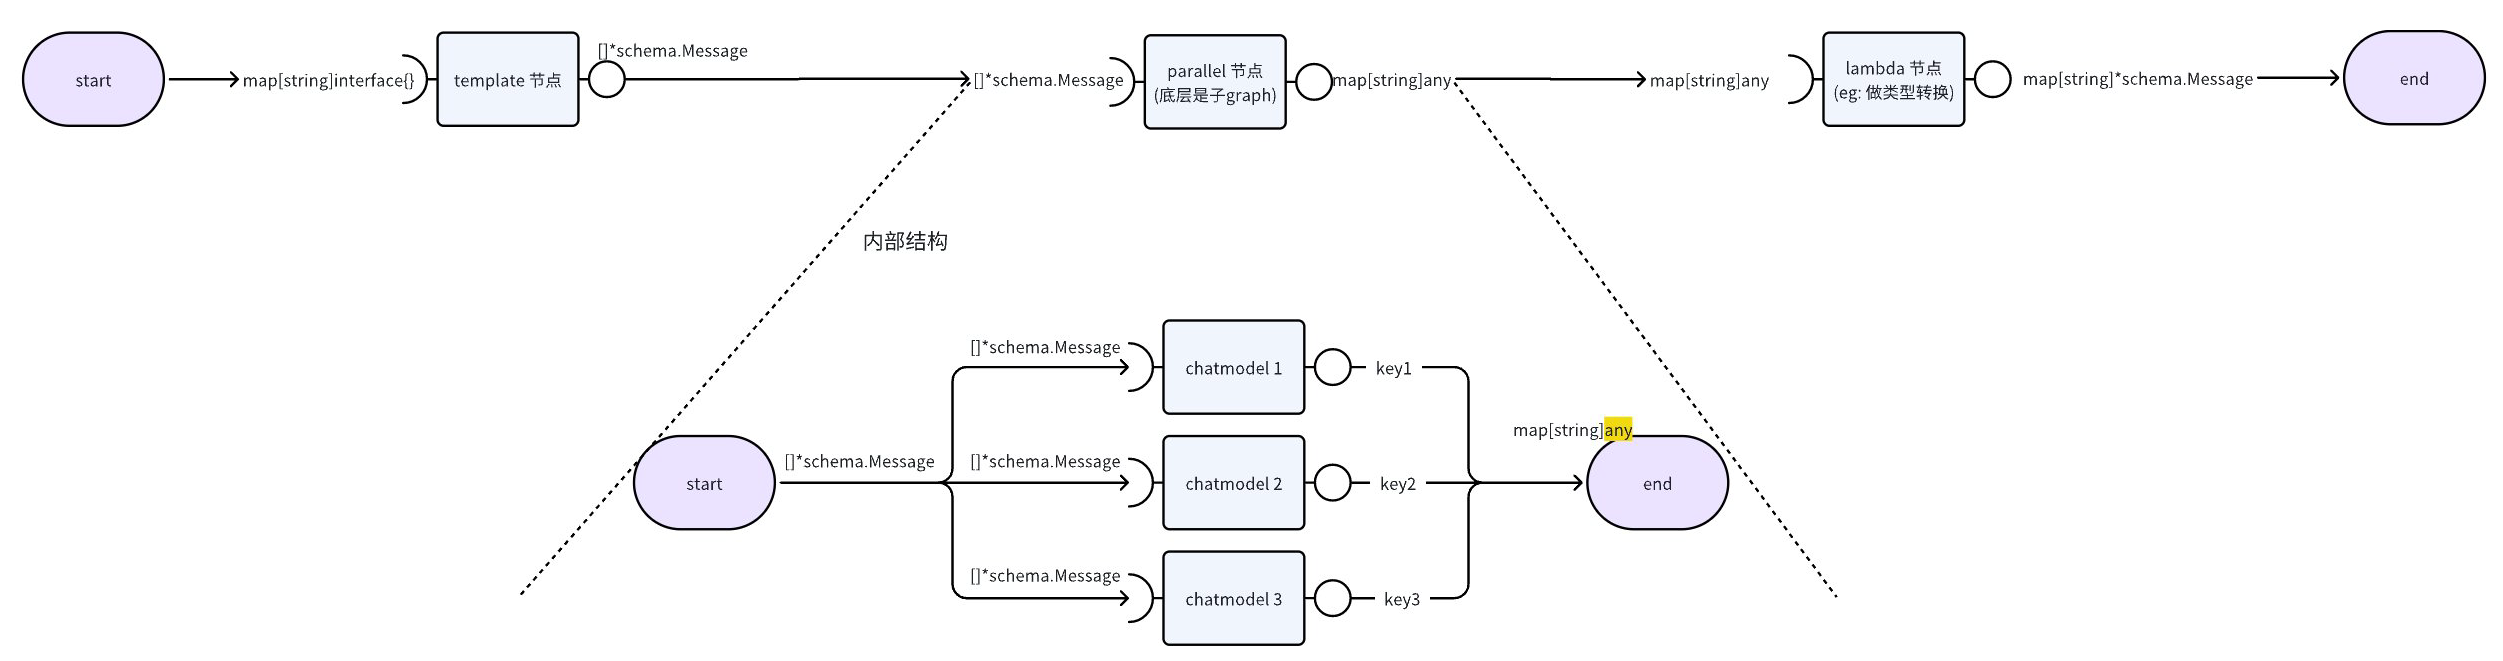 start
map[string]interface{}
template 节点
[]*schema.Message
[]*schema.Message
parallel 节点
(底层是子graph)
map[string]any
map[string]any
lambda 节点
(eg: 做类型转换)
map[string]*schema.Message
end
内部结构
start
[]*schema.Message
[]*schema.Message
chatmodel 1
key1
[]*schema.Message
chatmodel 2
key2
[]*schema.Message
chatmodel 3
key3
map[string]any
end